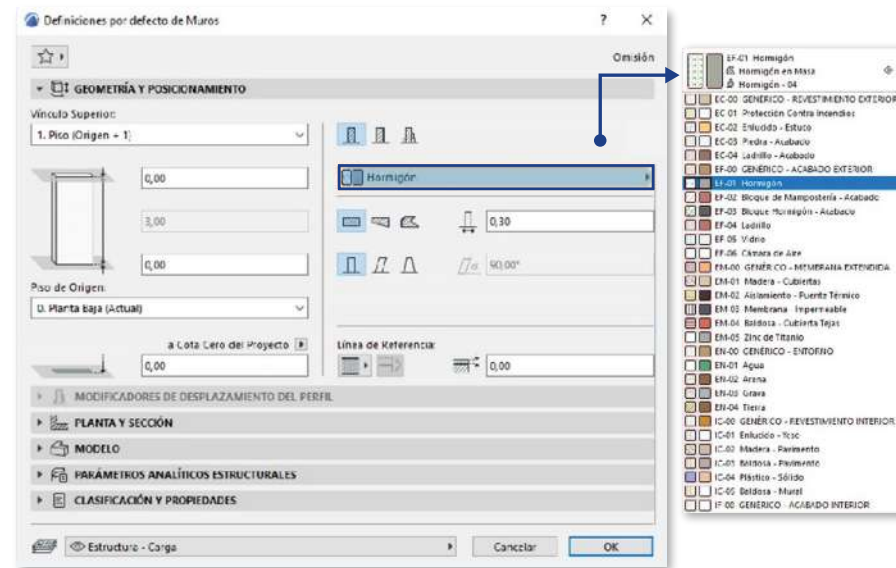 Definiciones por defecto de Muros
? ×
Omisión
GEOMETRÍA Y POSICIONAMIENTO
Vínculo Superior:
1. Piso (Origen + 1)
0,00
Hormigón
3,00
0,30
0,00
90,00°
Piso de Origen:
0. Planta Baja (Actual)
a Cota Cero del Proyecto
Línea de Referencia:
0,00
0,00
MODIFICADORES DE DESPLAZAMIENTO DEL PERFIL
PLANTA Y SECCIÓN
MODELO
PARÁMETROS ANALÍTICOS ESTRUCTURALES
CLASIFICACIÓN Y PROPIEDADES
Estructura - Carga
Cancelar
OK
EF-01 Hormigón
Hormigón en Masa
Hormigón - 04
EC-00 GENÉRICO - REVESTIMIENTO EXTERIOR
EC-01 Protección Contra Incendios
EC-02 Enlucido - Estuco
EC-03 Piedra - Acabado
EC-04 Ladrillo - Acabado
EF-00 GENÉRICO - ACABADO EXTERIOR
EF-01 Hormigón
EF-02 Bloque de Mampostería - Acabado
EF-03 Bloque Hormigón - Acabado
EF-04 Ladrillo
EF-05 Vidrio
EF-06 Cámara de Aire
EM-00 GENÉRICO - MEMBRANA EXTENDIDA
EM-01 Madera - Cubiertas
EM-02 Aislamiento - Puente Térmico
EM-03 Membrana - Impermeable
EM-04 Baldosa - Cubierta Tejas
EM-05 Zinc de Titanio
EN-00 GENÉRICO - ENTORNO
EN-01 Agua
EN-02 Arena
EN-03 Grava
EN-04 Tierra
IC-00 GENÉRICO - REVESTIMIENTO INTERIOR
IC-01 Enlucido - Yeso
IC-02 Madera - Pavimento
IC-03 Baldosa - Pavimento
IC-04 Plástico - Sólido
IC-05 Baldosa - Mural
IF-00 GENÉRICO - ACABADO INTERIOR